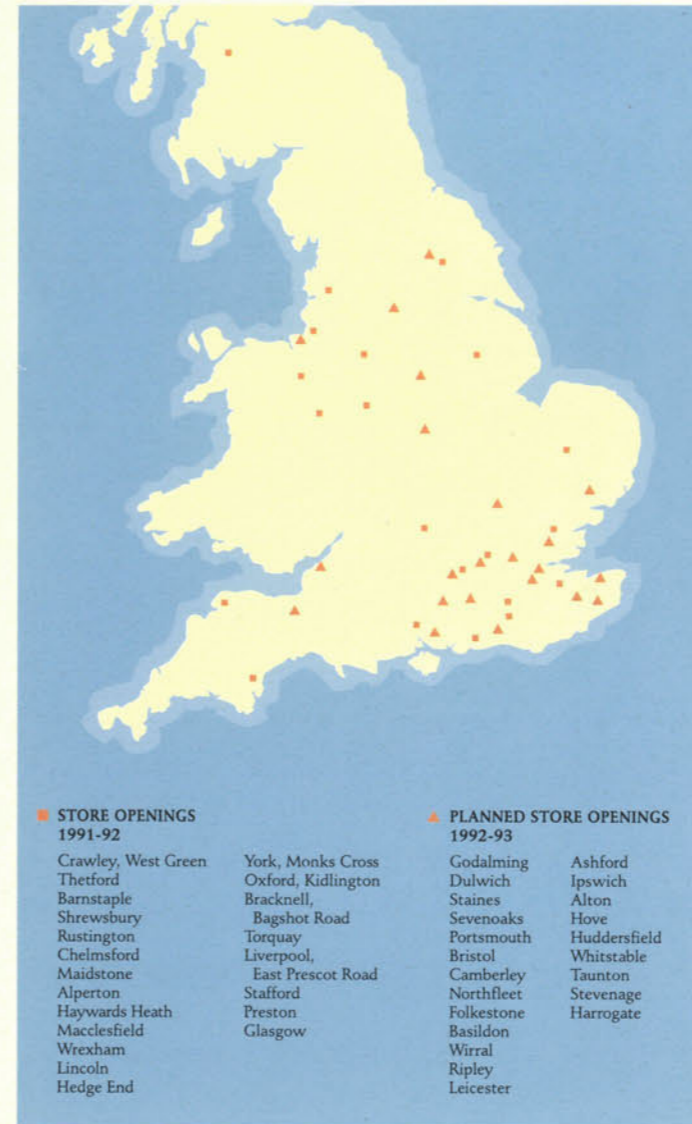 STORE OPENINGS
1991-92
Crawley, West Green
Thetford
Barnstaple
Shrewsbury
Rustington
Chelmsford
Maidstone
Alperton
Haywards Heath
Macclesfield
Wrexham
Lincoln
Hedge End
York, Monks Cross
Oxford, Kidlington
Bracknell,
Bagshot Road
Torquay
Liverpool,
East Prescot Road
Stafford
Preston
Glasgow
PLANNED STORE OPENINGS
1992-93
Godalming
Dulwich
Staines
Sevenoaks
Portsmouth
Bristol
Camberley
Northfleet
Folkestone
Basildon
Wirral
Ripley
Leicester
Ashford
Ipswich
Alton
Hove
Huddersfield
Whitstable
Taunton
Stevenage
Harrogate